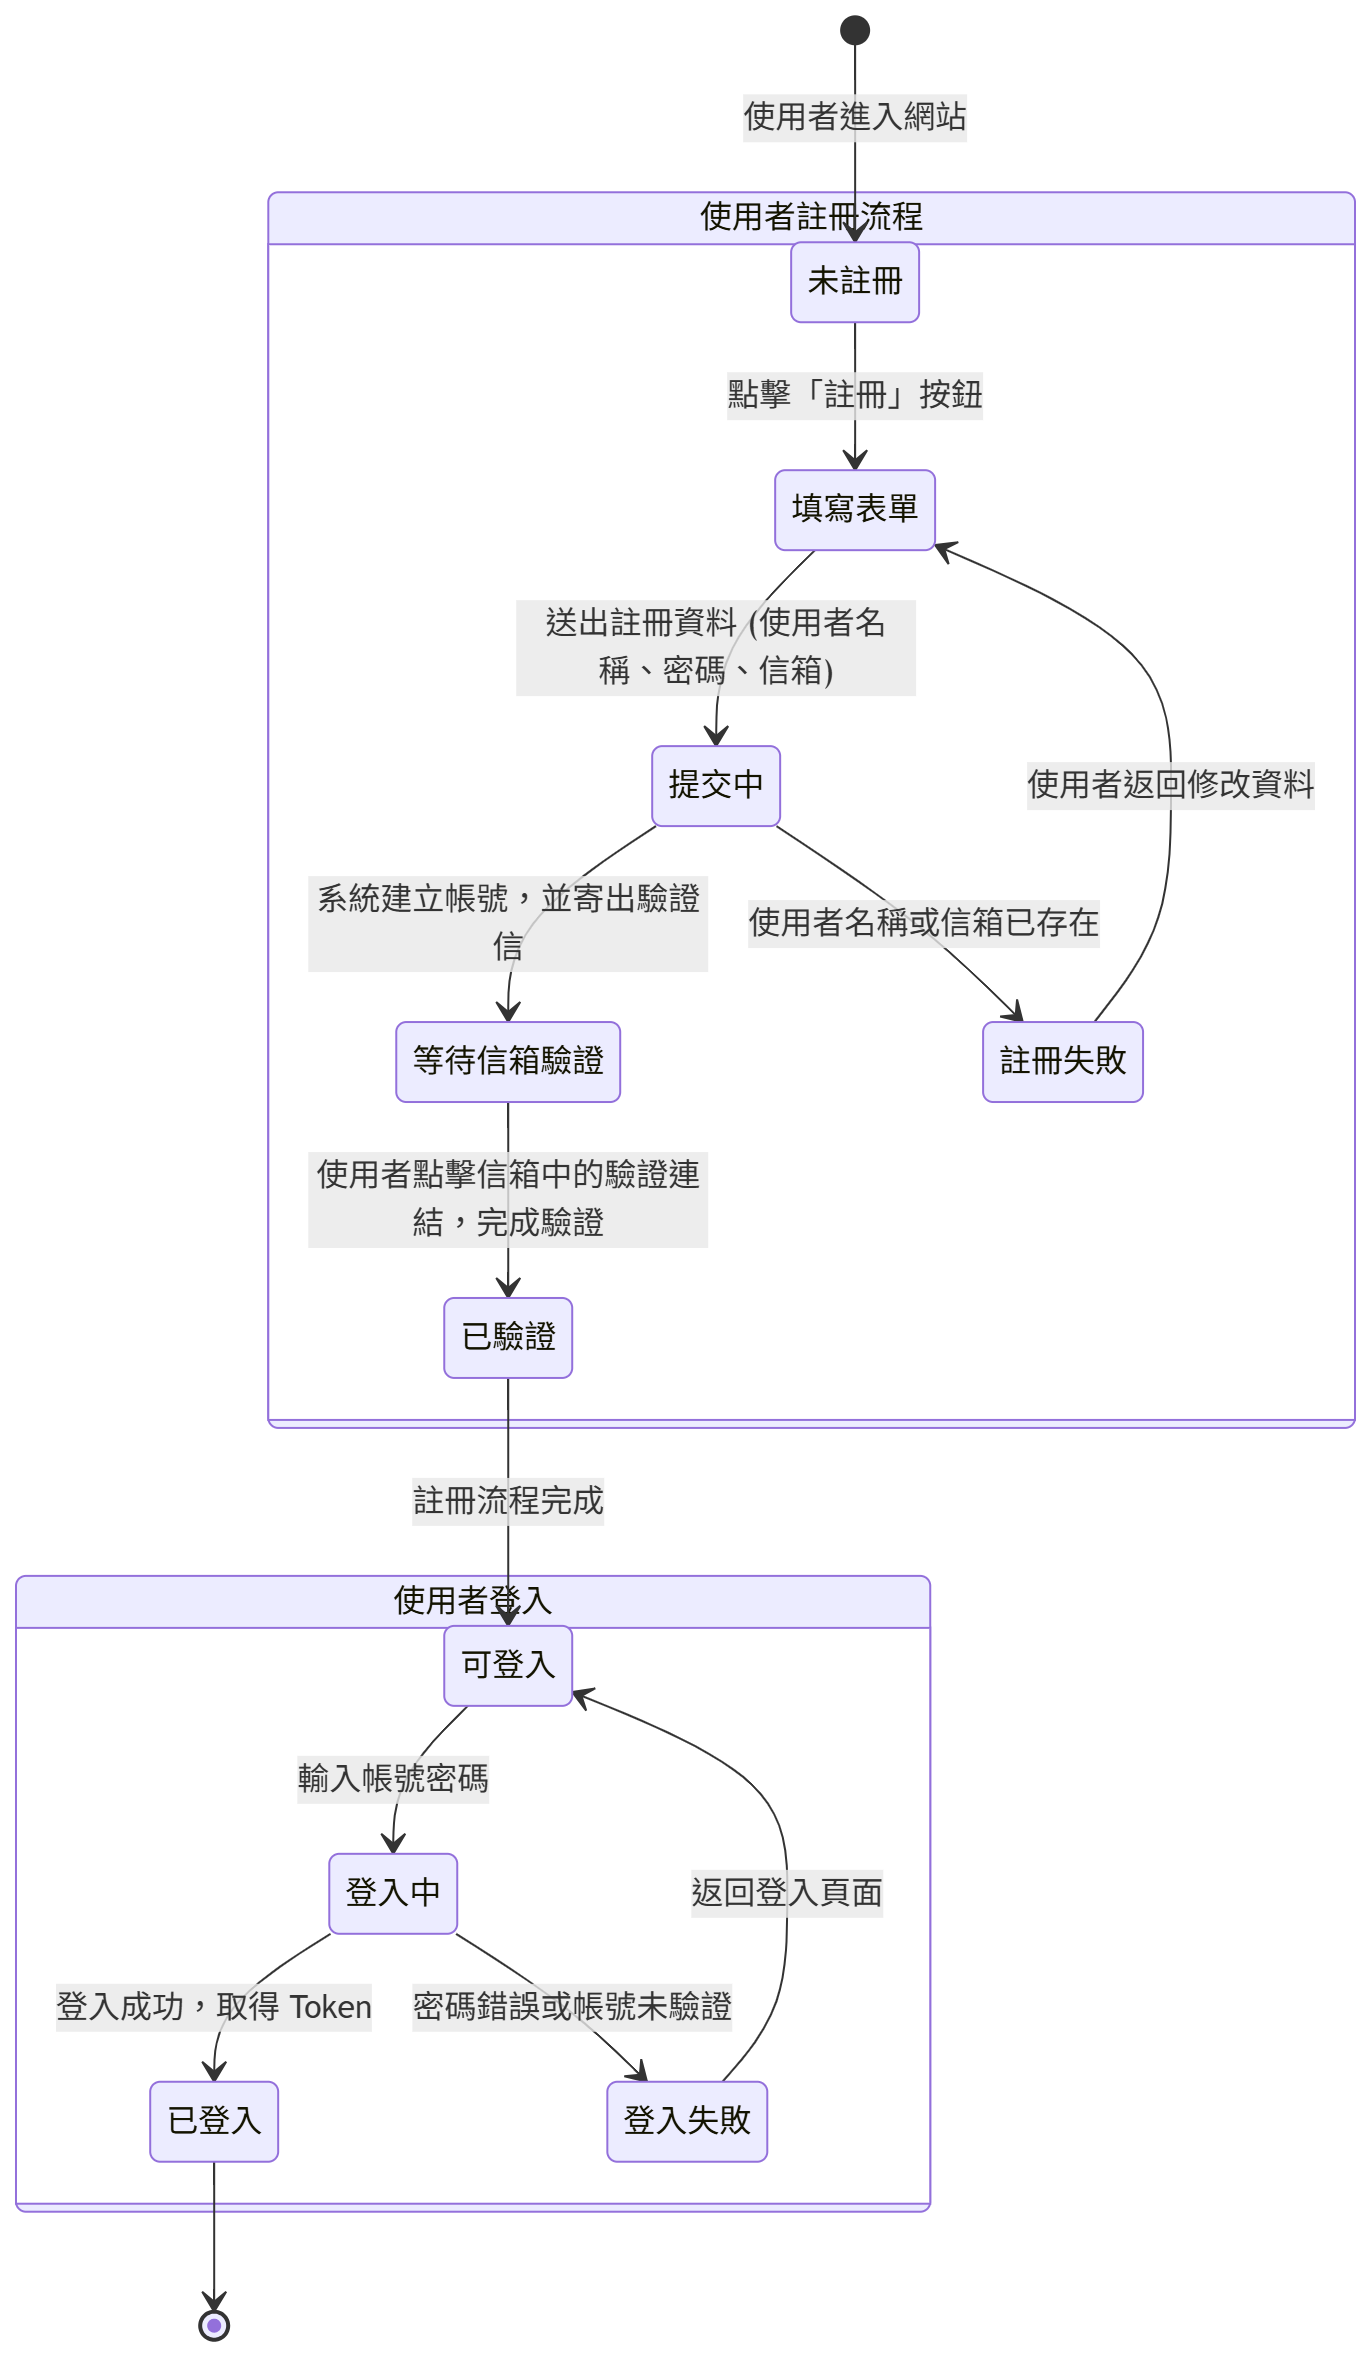 使用者進入網站
使用者註冊流程
未註冊
點擊「註冊」按鈕
填寫表單
送出註冊資料 (使用者名
稱、密碼、信箱)
提交中
使用者返回修改資料
系統建立帳號，並寄出驗證
信
使用者名稱或信箱已存在
等待信箱驗證
註冊失敗
使用者點擊信箱中的驗證連
結，完成驗證
已驗證
註冊流程完成
使用者登入
可登入
輸入帳號密碼
登入中
返回登入頁面
登入成功，取得 Token
密碼錯誤或帳號未驗證
已登入
登入失敗